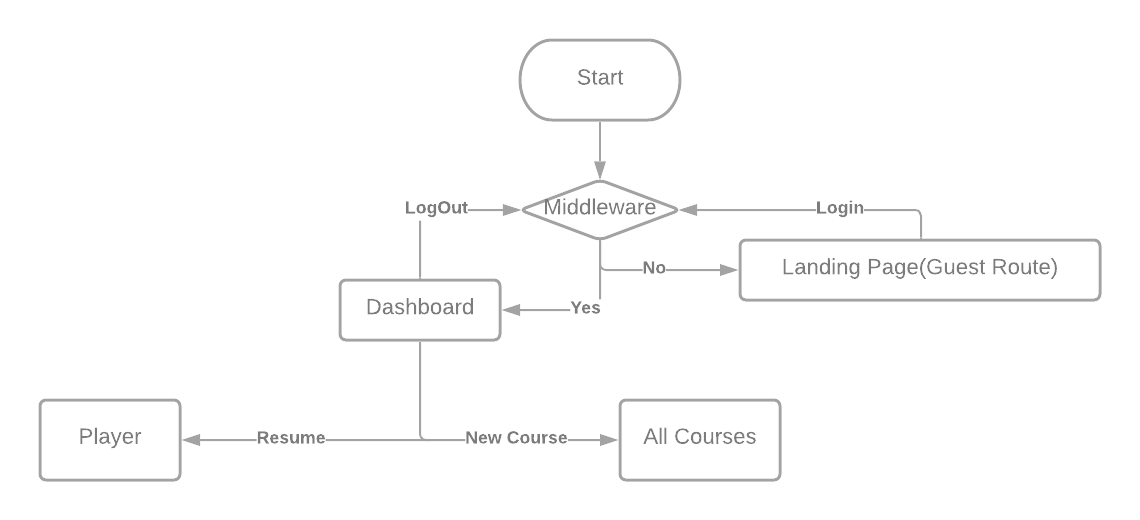 Start
LogOut
Middleware
Login
No
Landing Page(Guest Route)
Dashboard
Yes
Player
Resume
New Course
All Courses